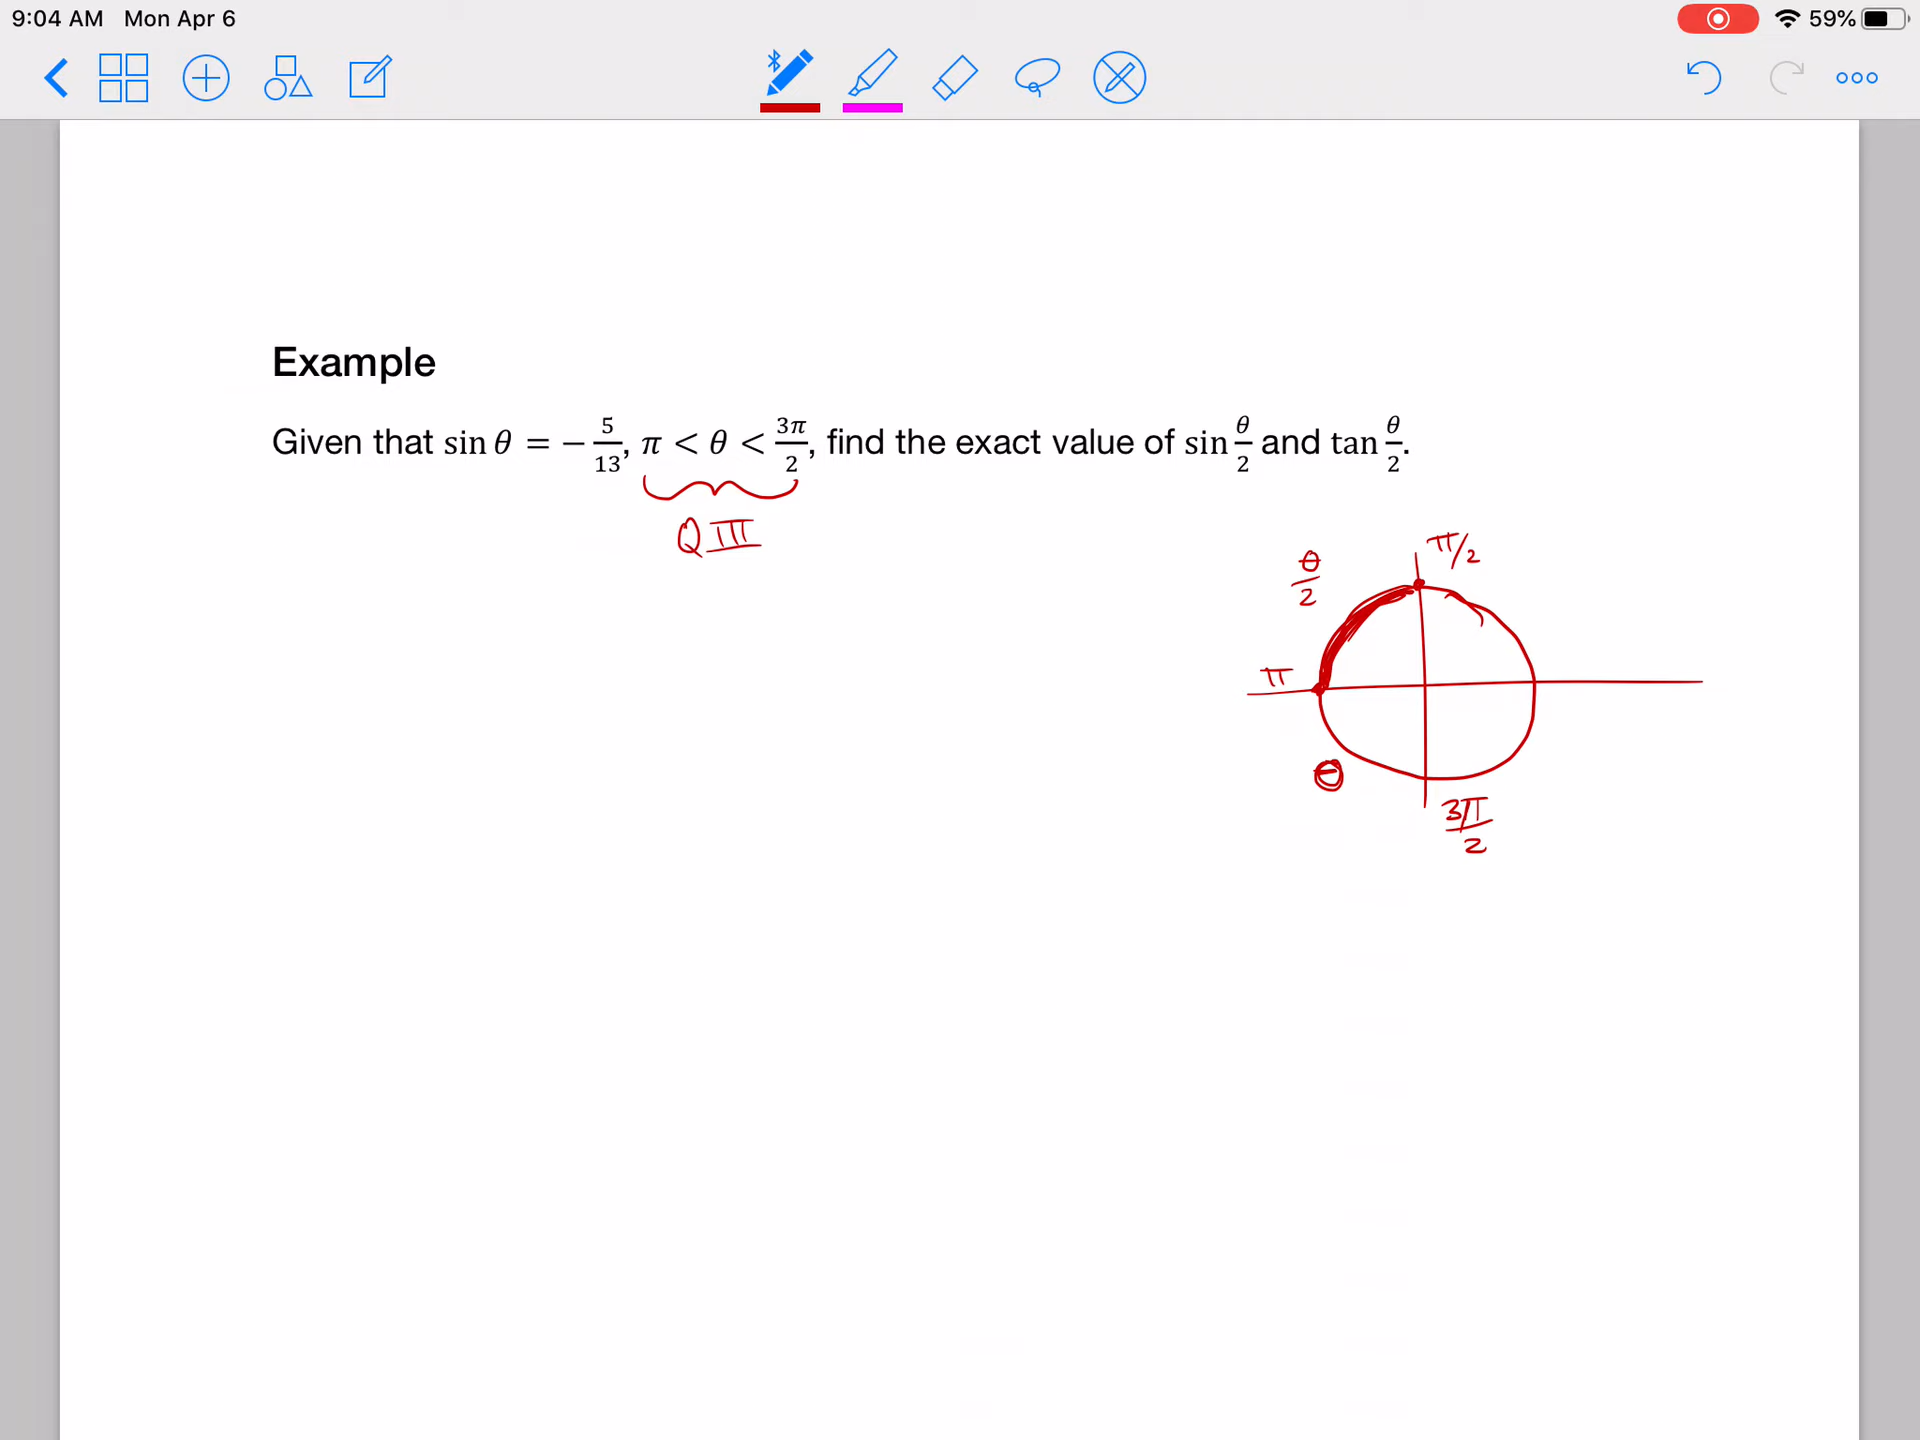 9:04 AM Mon Apr 6
59%
Example
Given that sin θ = −5/13, π < θ < 3π/2, find the exact value of sin θ/2 and tan θ/2.
Q III
π/2
θ/2
π
θ
3π/2